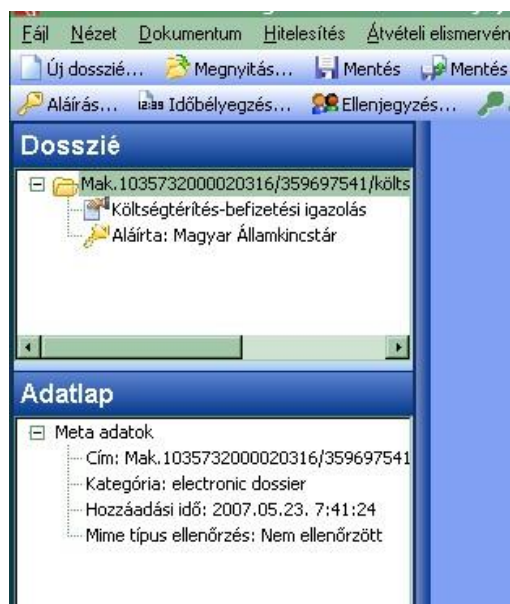 Fájl Nézet Dokumentum Hitelesítés Átvételi elismervén
Új dosszié... Megnyitás... Mentés Mentés
Aláírás... Időbélyegzés... Ellenjegyzés...
Dosszié
Mak.1035732000020316/359697541/költs
Költségtérítés-befizetési igazolás
Aláírta: Magyar Államkincstár
Adatlap
Meta adatok
Cím: Mak.1035732000020316/359697541
Kategória: electronic dossier
Hozzáadási idő: 2007.05.23. 7:41:24
Mime típus ellenőrzés: Nem ellenőrzött